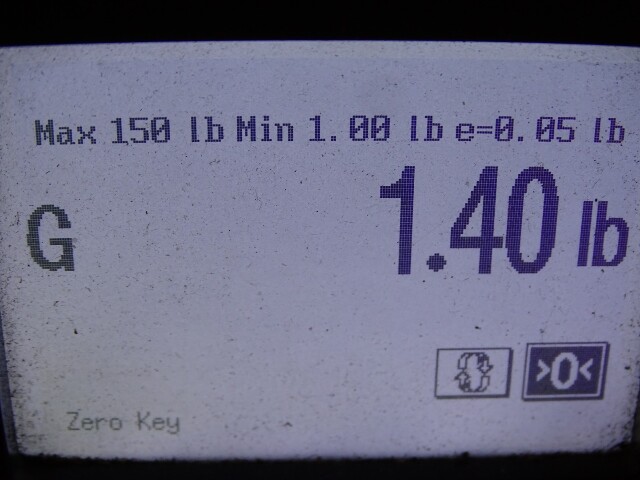 Max 150 lb Min 1.00 lb e=0.05 lb
G 1.40 lb
>0<
Zero Key